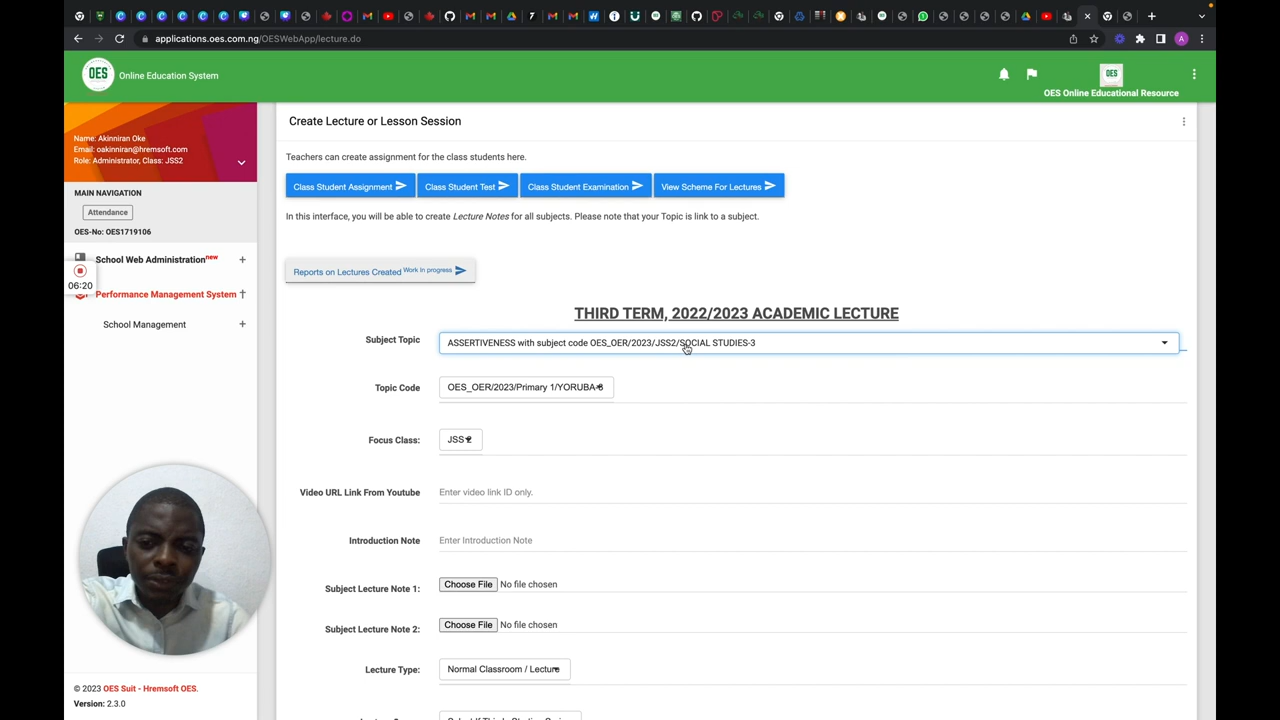 applications.oes.com.ng/OESWebApp/lecture.do
A
OES
Online Education System
OES
OES Online Educational Resource
Name: Akinniran Oke
Email: oakinniran@hremsoft.com
Role: Administrator, Class: JSS2
MAIN NAVIGATION
Attendance
OES-No: OES1719106
School Web Administration new +
06:20
Performance Management System
School Management +
© 2023 OES Suit - Hremsoft OES.
Version: 2.3.0
Create Lecture or Lesson Session
Teachers can create assignment for the class students here.
Class Student Assignment
Class Student Test
Class Student Examination
View Scheme For Lectures
In this interface, you will be able to create Lecture Notes for all subjects. Please note that your Topic is link to a subject.
Reports on Lectures Created Work In progress
THIRD TERM, 2022/2023 ACADEMIC LECTURE
Subject Topic
ASSERTIVENESS with subject code OES_OER/2023/JSS2/SOCIAL STUDIES-3
Topic Code
OES_OER/2023/Primary 1/YORUBA-6
Focus Class:
JSS 2
Video URL Link From Youtube
Enter video link ID only.
Introduction Note
Enter Introduction Note
Subject Lecture Note 1:
Choose File No file chosen
Subject Lecture Note 2:
Choose File No file chosen
Lecture Type:
Normal Classroom / Lecture